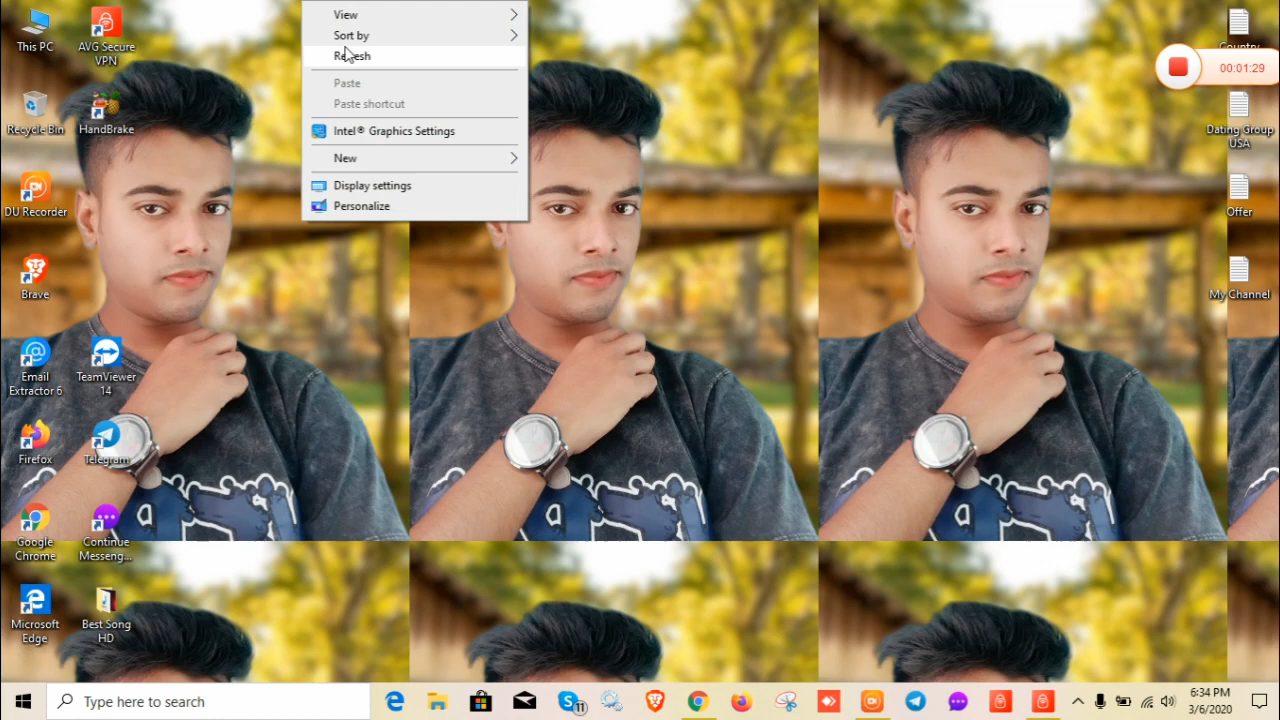 This PC
AVG Secure
VPN
Recycle Bin
HandBrake
DU Recorder
Brave
Email
Extractor 6
TeamViewer
14
Firefox
Telegram
Google
Chrome
Continue
Messeng...
Microsoft
Edge
Best Song
HD
View
Sort by
Refresh
Paste
Paste shortcut
Intel® Graphics Settings
New
Display settings
Personalize
Country
00:01:29
Dating Group
USA
Offer
My Channel
Type here to search
11
6:34 PM
3/6/2020